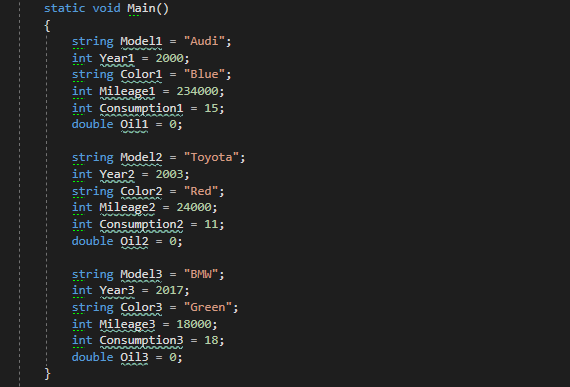 static void Main()
{
string Model1 = "Audi";
int Year1 = 2000;
string Color1 = "Blue";
int Mileage1 = 234000;
int Consumption1 = 15;
double Oil1 = 0;
string Model2 = "Toyota";
int Year2 = 2003;
string Color2 = "Red";
int Mileage2 = 24000;
int Consumption2 = 11;
double Oil2 = 0;
string Model3 = "BMW";
int Year3 = 2017;
string Color3 = "Green";
int Mileage3 = 18000;
int Consumption3 = 18;
double Oil3 = 0;
}